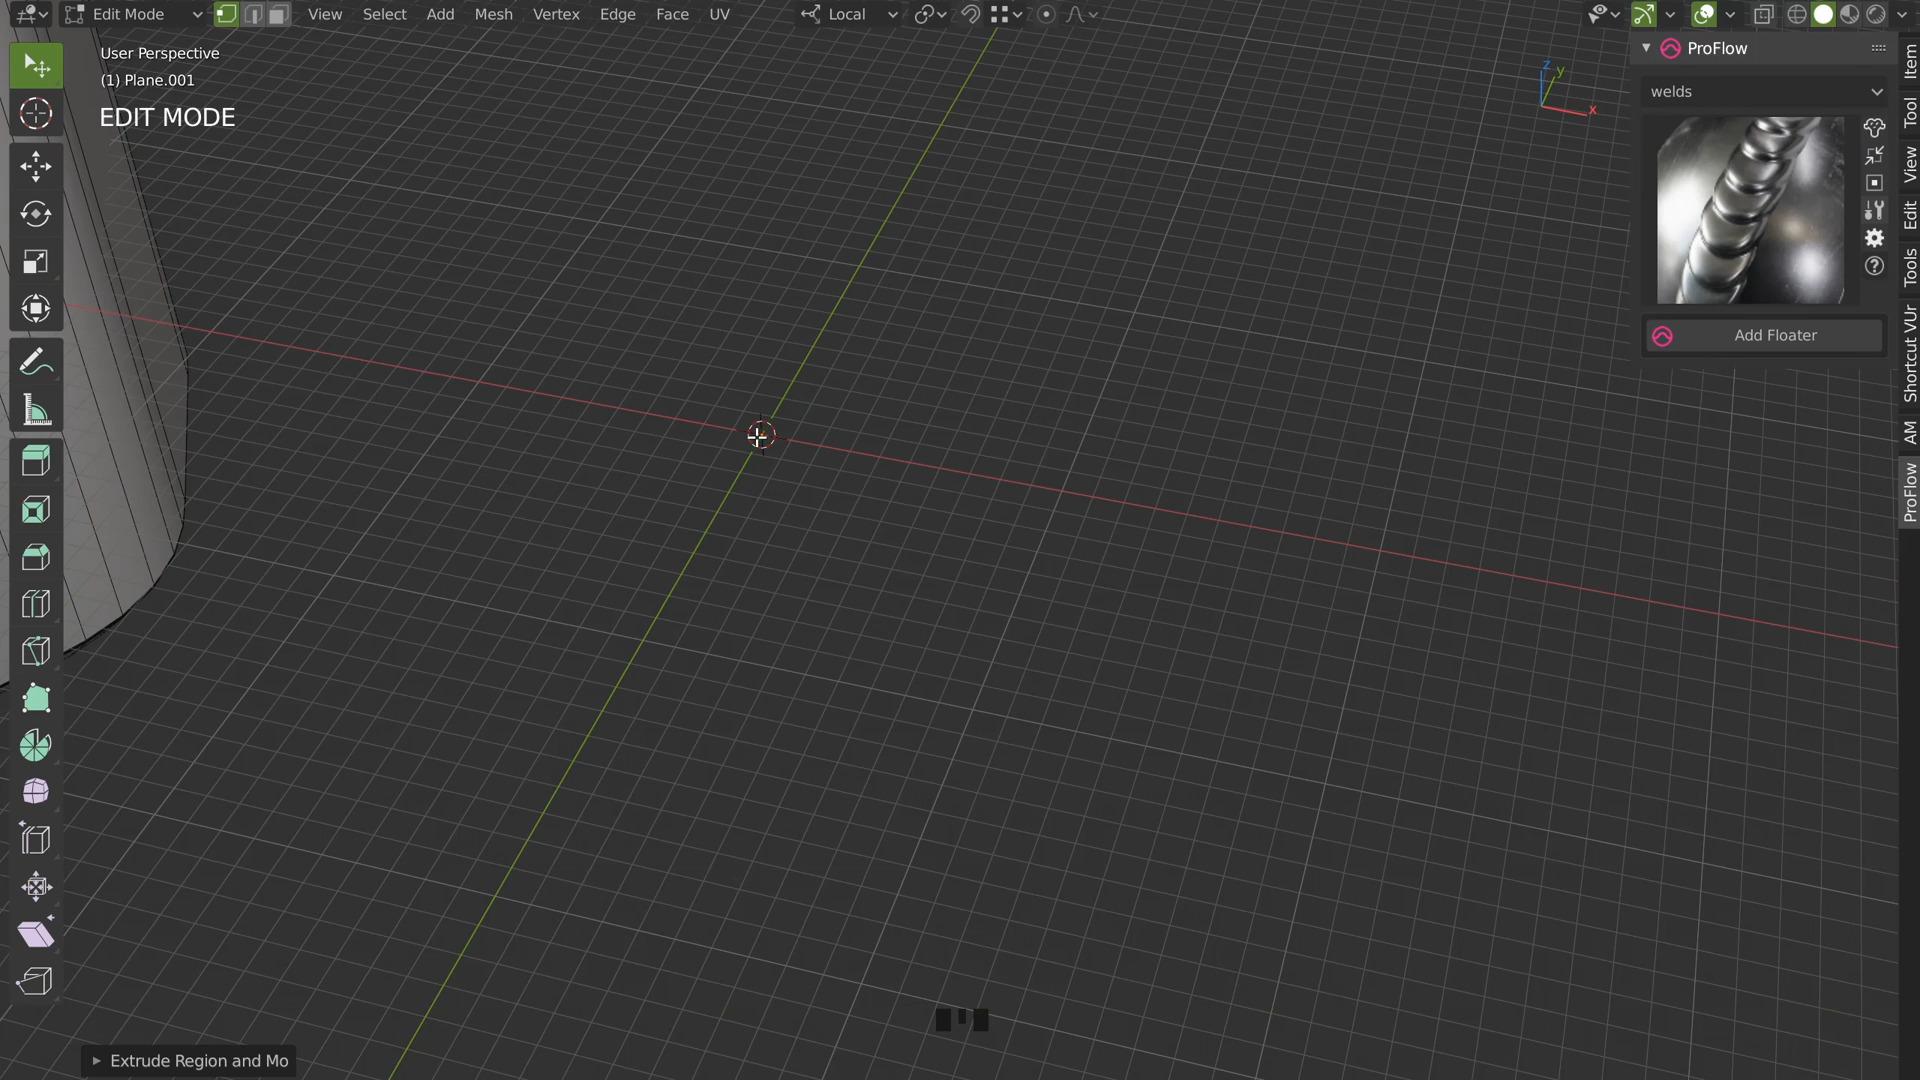 Edit Mode View Select Add Mesh Vertex Edge Face UV Local
User Perspective
(1) Plane.001
EDIT MODE
z
y
x
ProFlow
welds
Add Floater
Item
Tool
View
Edit
Tools
Shortcut VUr
AM
ProFlow
Extrude Region and Mo